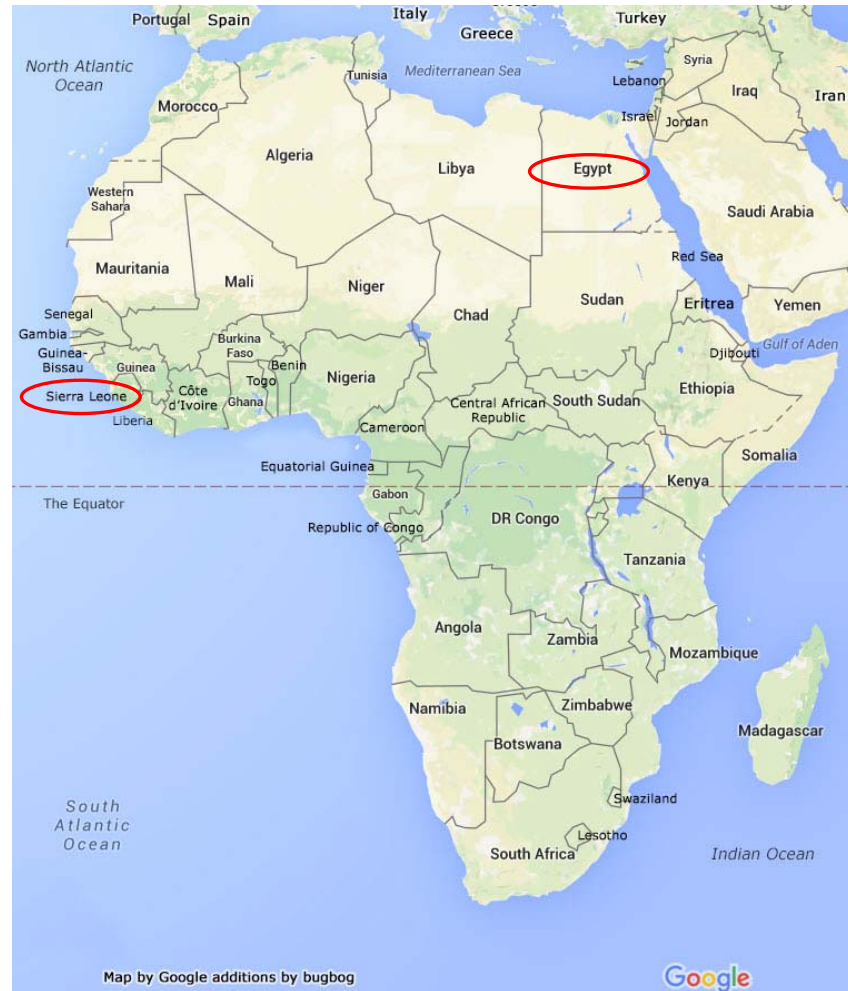 Portugal
Spain
Italy
Greece
Turkey
North Atlantic
Ocean
Tunisia
Mediterranean Sea
Syria
Lebanon
Iraq
Iran
Morocco
Israel
Jordan
Algeria
Libya
Egypt
Western
Sahara
Saudi Arabia
Red Sea
Mauritania
Mali
Niger
Chad
Sudan
Eritrea
Yemen
Senegal
Gambia
Guinea-
Bissau
Burkina
Faso
Djibouti
Gulf of Aden
Guinea
Benin
Togo
Nigeria
Sierra Leone
Côte
d'Ivoire
Ghana
Central African
Republic
South Sudan
Ethiopia
Liberia
Cameroon
Somalia
Equatorial Guinea
Kenya
Gabon
The Equator
Republic of Congo
DR Congo
Tanzania
Angola
Zambia
Mozambique
Namibia
Zimbabwe
Botswana
Madagascar
Swaziland
South
Atlantic
Ocean
Lesotho
South Africa
Indian Ocean
Map by Google additions by bugbog
Google